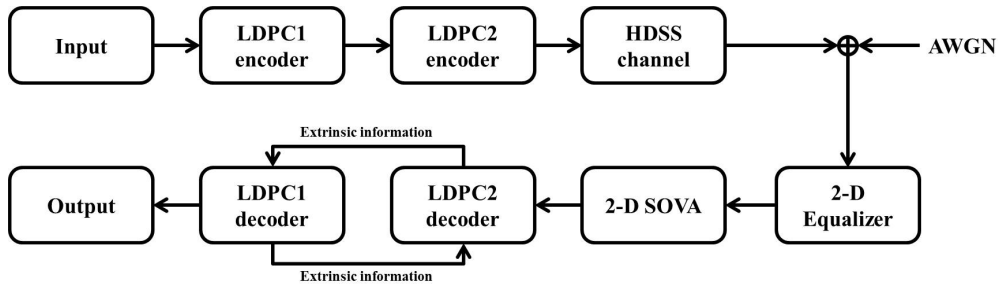 Input
LDPC1
encoder
LDPC2
encoder
HDSS
channel
AWGN
Extrinsic information
Output
LDPC1
decoder
LDPC2
decoder
2-D SOVA
2-D
Equalizer
Extrinsic information